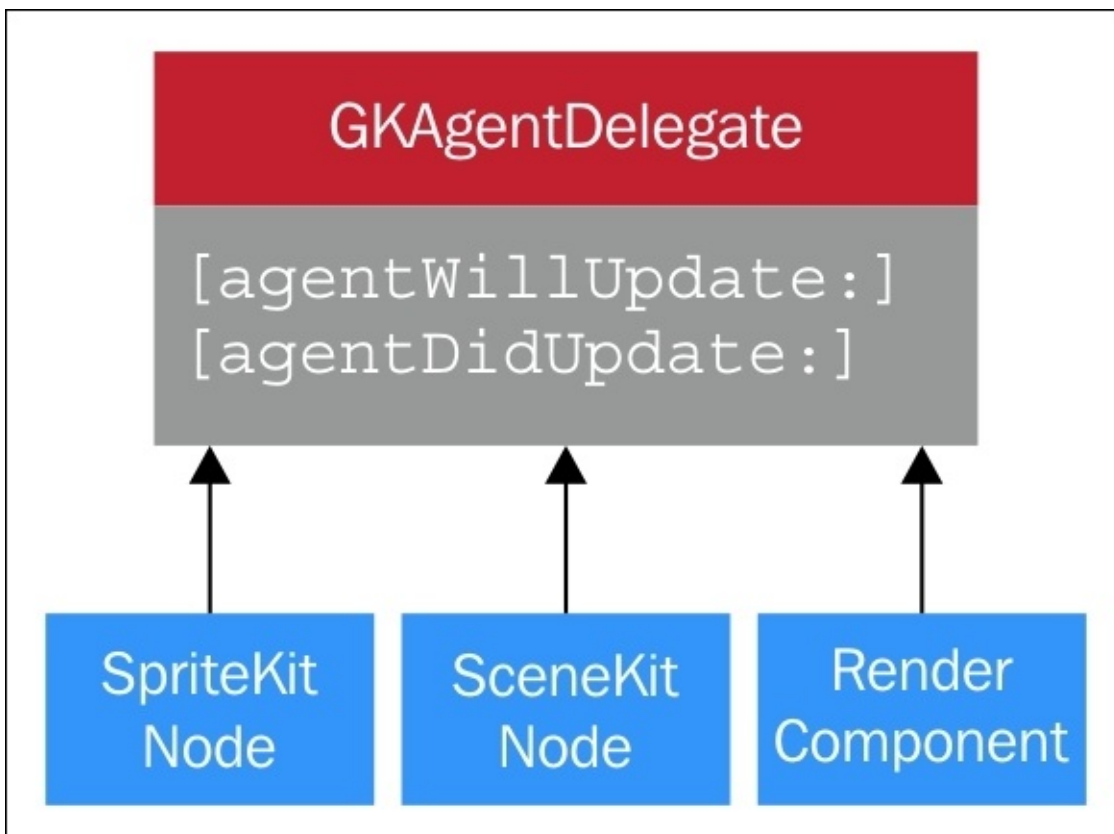 GKAgentDelegate
[agentWillUpdate:]
[agentDidUpdate:]
SpriteKit
Node
SceneKit
Node
Render
Component